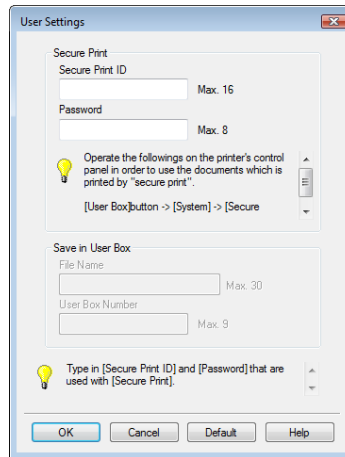 User Settings
Secure Print
Secure Print ID
Max. 16
Password
Max. 8
Operate the followings on the printer's control
panel in order to use the documents which is
printed by "secure print".
[User Box]button -> [System] -> [Secure
Save in User Box
File Name
Max. 30
User Box Number
Max. 9
Type in [Secure Print ID] and [Password] that are
used with [Secure Print].
OK
Cancel
Default
Help